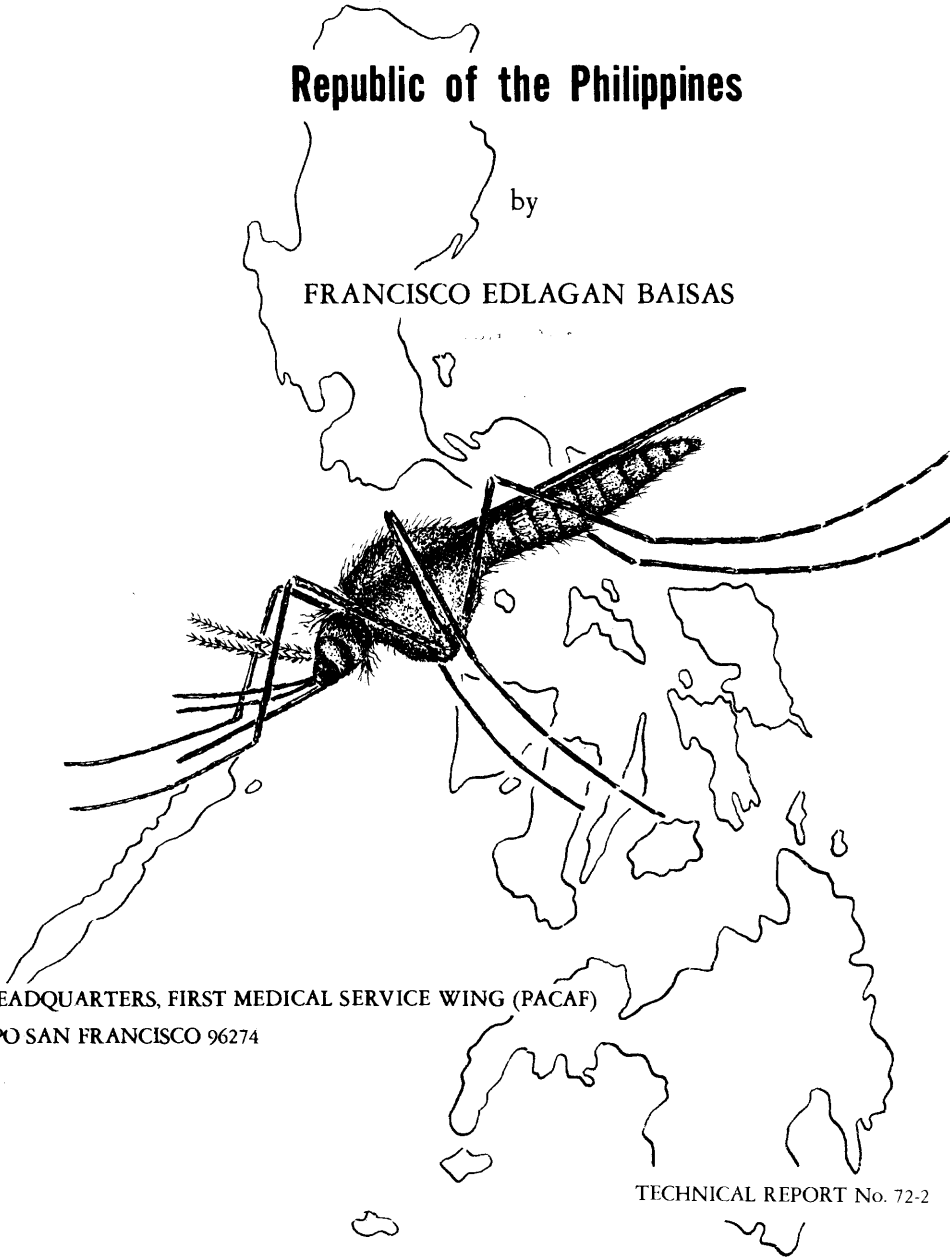 Republic of the Philippines
by
FRANCISCO EDLAGAN BAISAS
EADQUARTERS, FIRST MEDICAL SERVICE WING (PACAF)
PO SAN FRANCISCO 96274
TECHNICAL REPORT No. 72-2